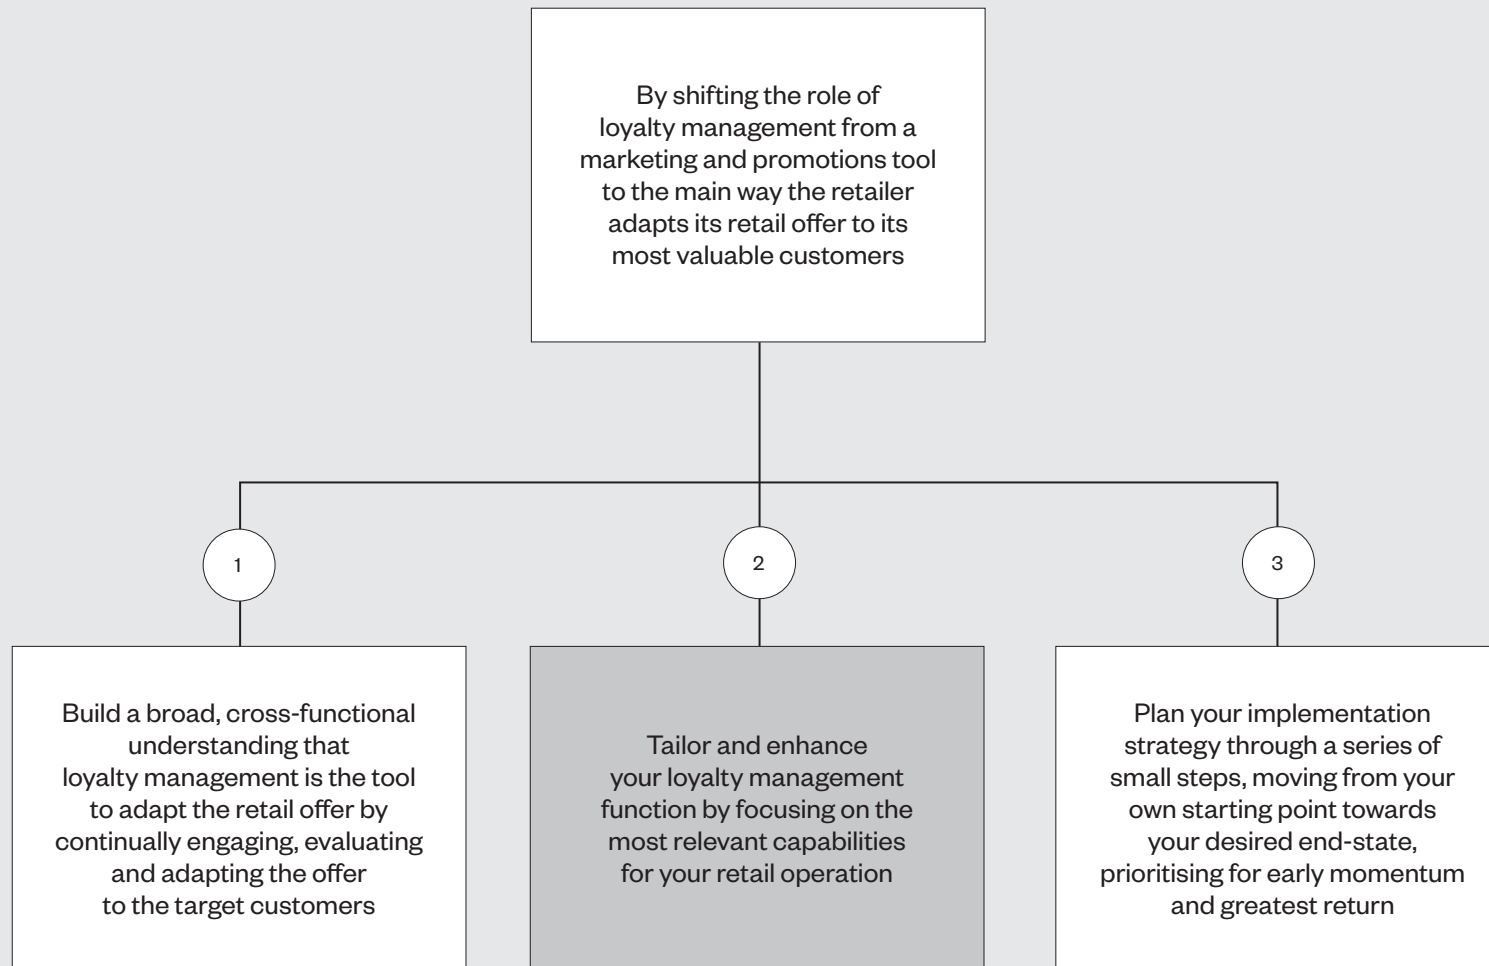 By shifting the role of
loyalty management from a
marketing and promotions tool
to the main way the retailer
adapts its retail offer to its
most valuable customers
1
2
3
Build a broad, cross-functional
understanding that
loyalty management is the tool
to adapt the retail offer by
continually engaging, evaluating
and adapting the offer
to the target customers
Tailor and enhance
your loyalty management
function by focusing on the
most relevant capabilities
for your retail operation
Plan your implementation
strategy through a series of
small steps, moving from your
own starting point towards
your desired end-state,
prioritising for early momentum
and greatest return